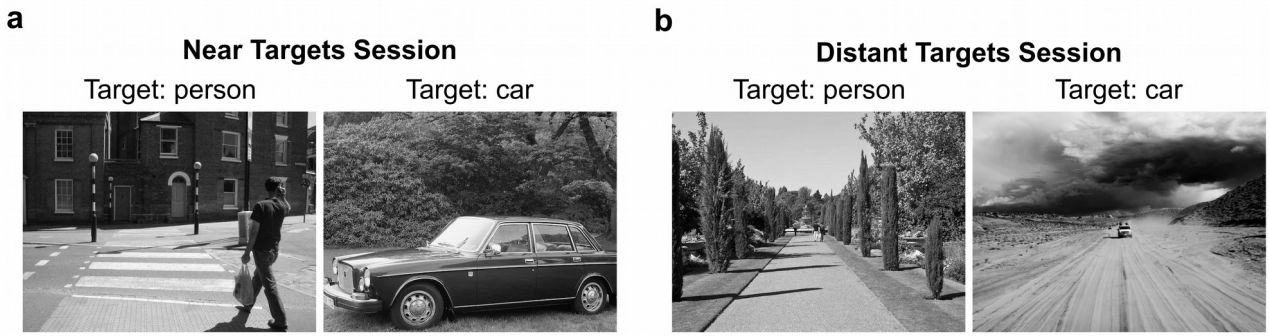 a
Near Targets Session
Target: person
Target: car
b
Distant Targets Session
Target: person
Target: car